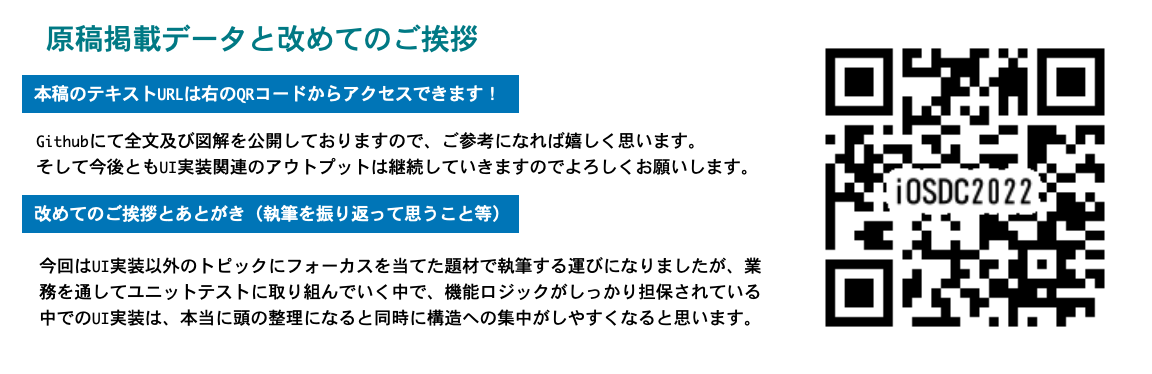 原稿掲載データと改めてのご挨拶
本稿のテキストURLは右のQRコードからアクセスできます！
Githubにて全文及び図解を公開しておりますので、ご参考になれば嬉しく思います。
そして今後ともUI実装関連のアウトプットは継続していきますのでよろしくお願いします。
改めてのご挨拶とあとがき（執筆を振り返って思うこと等）
今回はUI実装以外のトピックにフォーカスを当てた題材で執筆する運びになりましたが、業
務を通してユニットテストに取り組んでいく中で、機能ロジックがしっかり担保されている
中でのUI実装は、本当に頭の整理になると同時に構造への集中がしやすくなると思います。
iOSDC2022